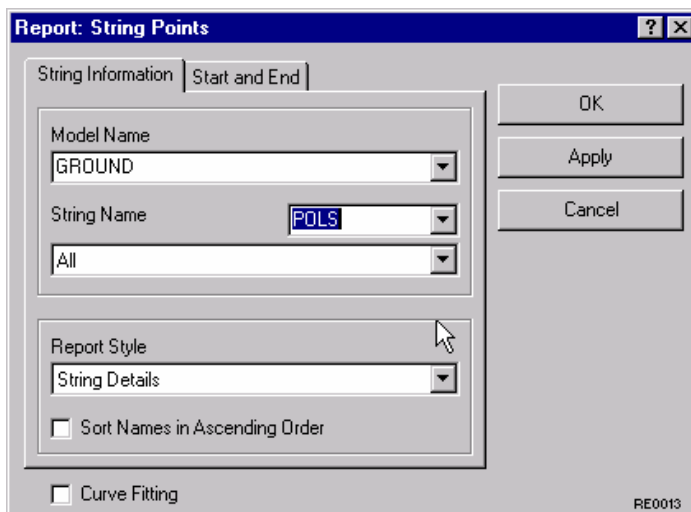 Report: String Points
? X
String Information Start and End
OK
Model Name
GROUND
Apply
String Name POLS
Cancel
All
Report Style
String Details
Sort Names in Ascending Order
Curve Fitting
RE0013